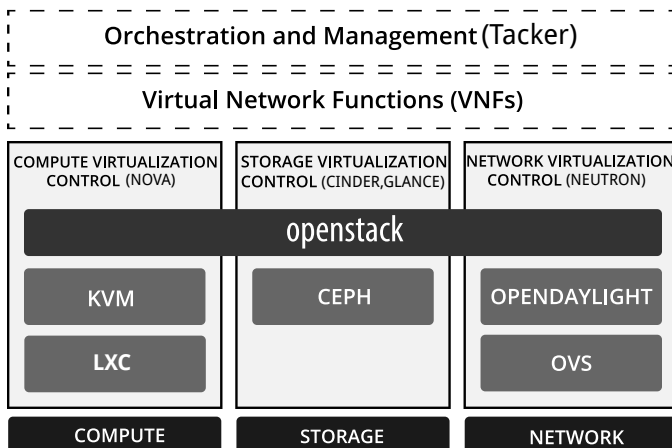 Orchestration and Management (Tacker)
Virtual Network Functions (VNFs)
COMPUTE VIRTUALIZATION
CONTROL (NOVA)
STORAGE VIRTUALIZATION
CONTROL (CINDER,GLANCE)
NETWORK VIRTUALIZATION
CONTROL (NEUTRON)
openstack
KVM
CEPH
OPENDAYLIGHT
LXC
OVS
COMPUTE
STORAGE
NETWORK